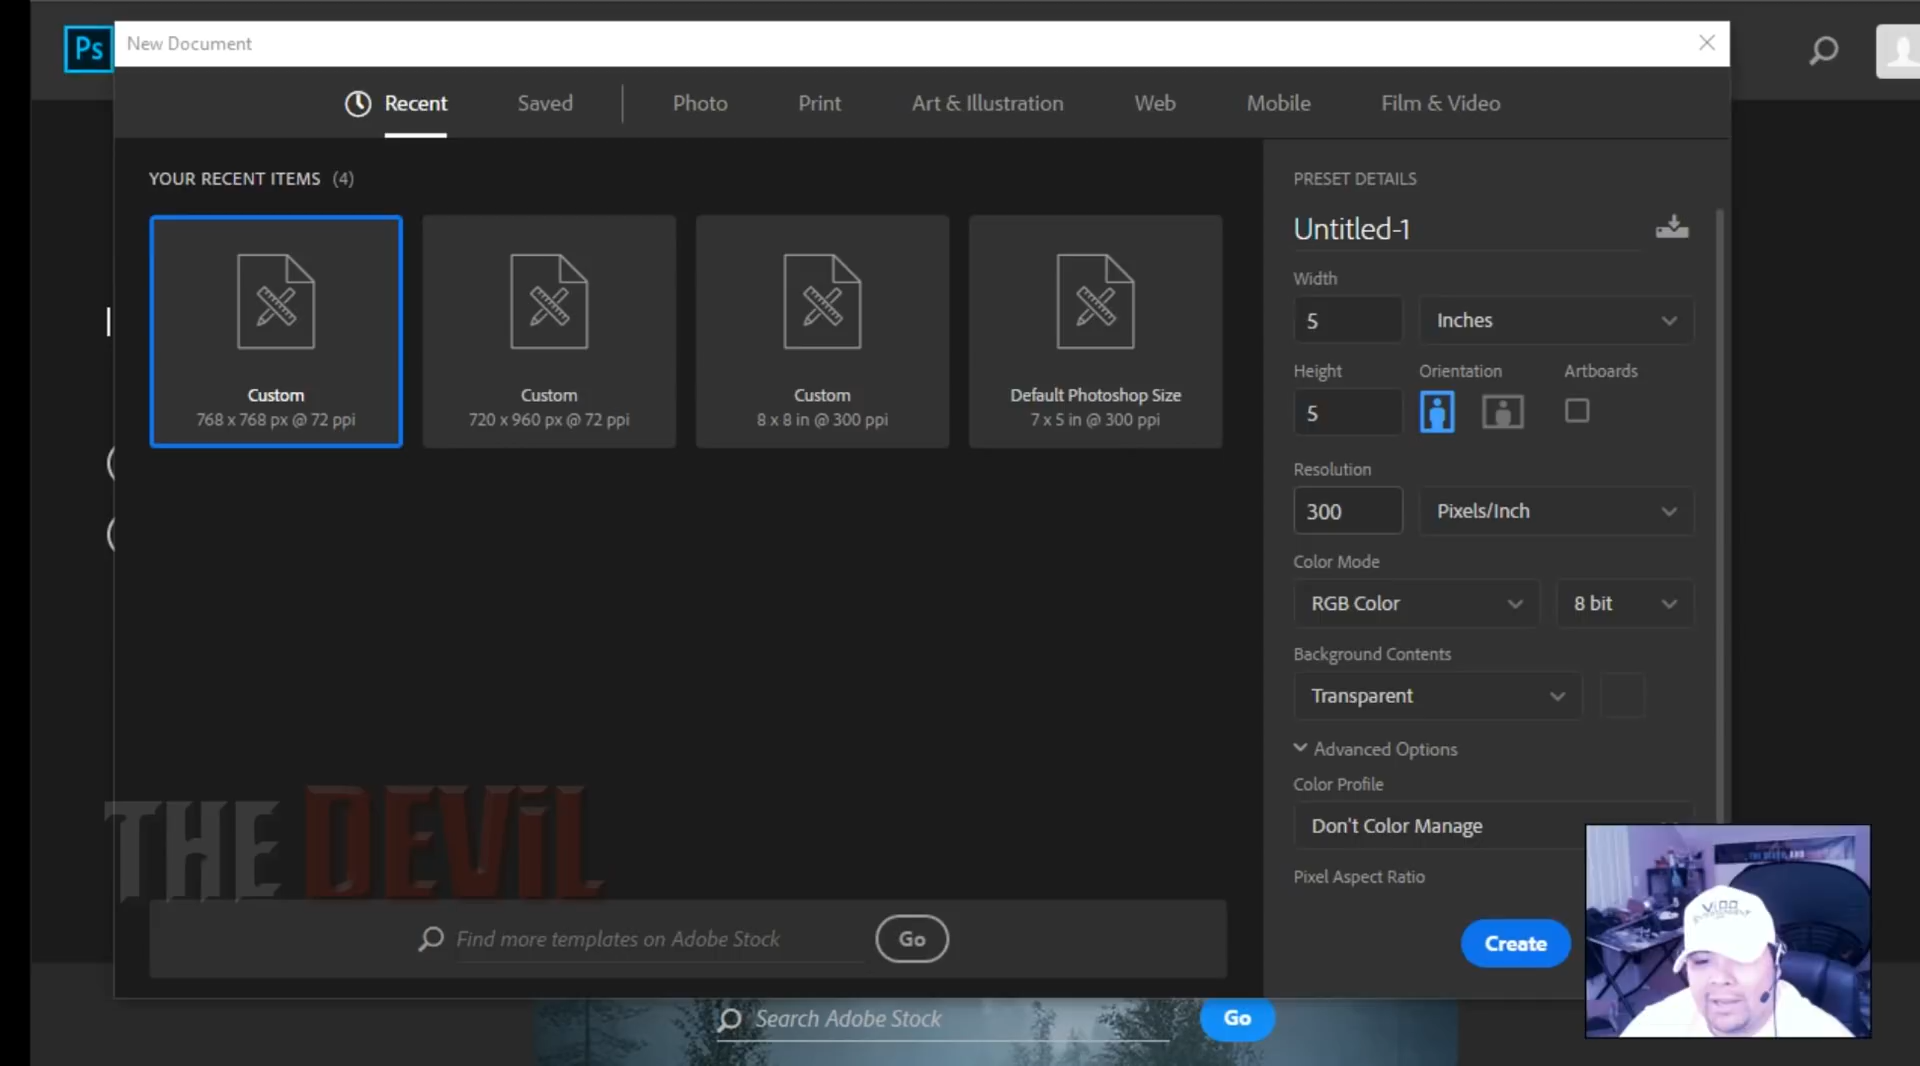 Ps
New Document
Recent
Saved
Photo
Print
Art & Illustration
Web
Mobile
Film & Video
YOUR RECENT ITEMS (4)
Custom
768 x 768 px @ 72 ppi
Custom
720 x 960 px @ 72 ppi
Custom
8 x 8 in @ 300 ppi
Default Photoshop Size
7 x 5 in @ 300 ppi
PRESET DETAILS
Untitled-1
Width
5
Inches
Height
Orientation
Artboards
5
Resolution
300
Pixels/Inch
Color Mode
RGB Color
8 bit
Background Contents
Transparent
Advanced Options
Color Profile
Don't Color Manage
Pixel Aspect Ratio
Create
THE DEViL
Find more templates on Adobe Stock
Go
Search Adobe Stock
Go